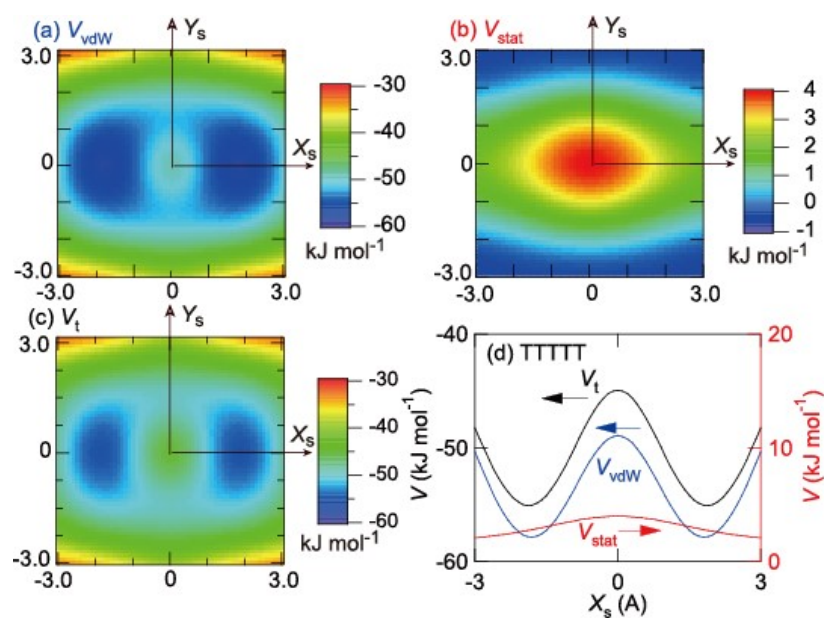 (a) VvdW
Ys
3.0
0
-3.0
Xs
-3.0 0 3.0
-30
-40
-50
-60
kJ mol⁻¹
(b) Vstat
Ys
3.0
0
-3.0
Xs
-3.0 0 3.0
4
3
2
1
0
-1
kJ mol⁻¹
(c) Vt
Ys
3.0
0
-3.0
Xs
-3.0 0 3.0
-30
-40
-50
-60
kJ mol⁻¹
(d)
V (kJ mol⁻¹)
-40
-50
-60
Vt
VvdW
Vstat
20
10
0
V (kJ mol⁻¹)
-3 0 3
Xs (A)